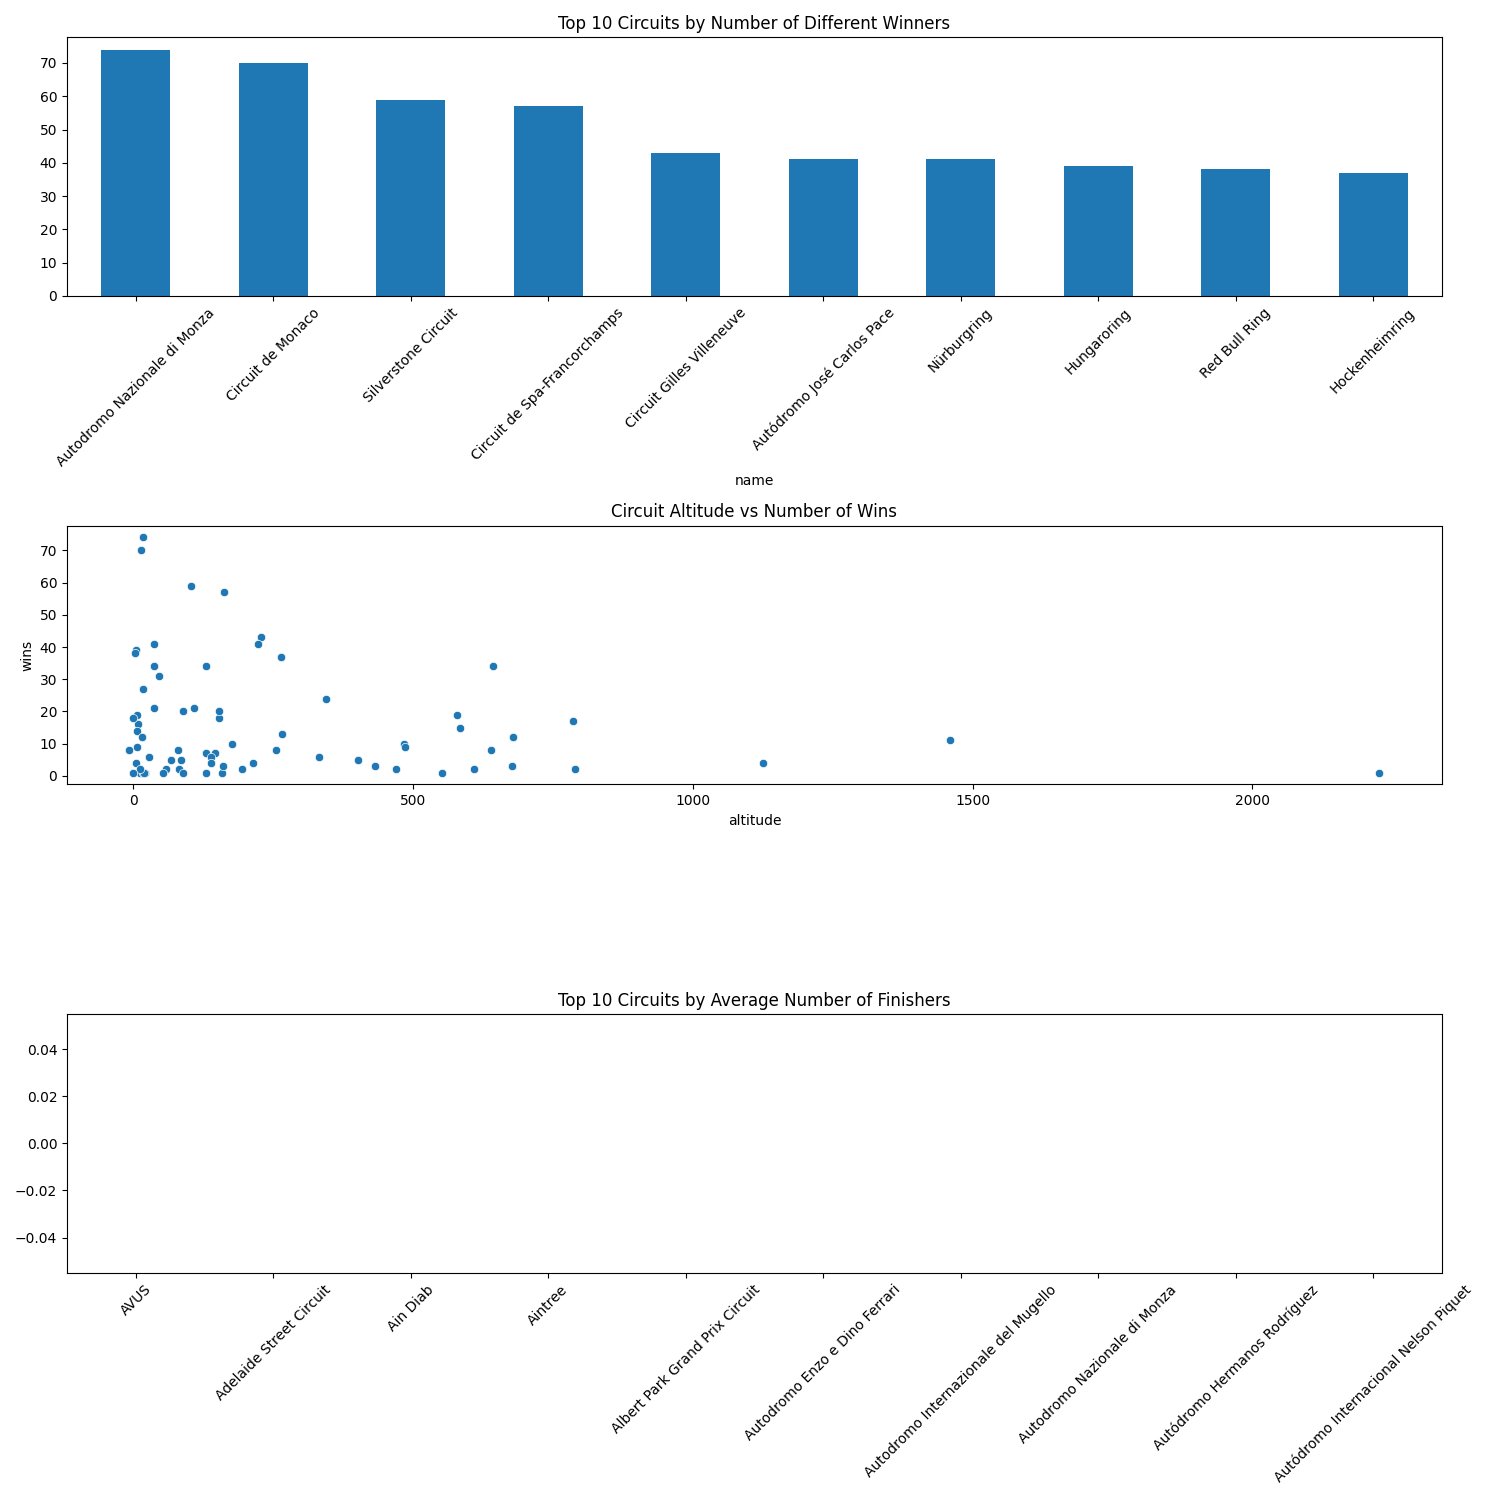 Top 10 Circuits by Number of Different Winners
70
60
50
40
30
20
10
0
Autodromo Nazionale di Monza
Circuit de Monaco
Silverstone Circuit
Circuit de Spa-Francorchamps
Circuit Gilles Villeneuve
Autódromo José Carlos Pace
Nürburgring
Hungaroring
Red Bull Ring
Hockenheimring
name
Circuit Altitude vs Number of Wins
wins
70
60
50
40
30
20
10
0
0
500
1000
1500
2000
altitude
Top 10 Circuits by Average Number of Finishers
0.04
0.02
0.00
−0.02
−0.04
AVUS
Adelaide Street Circuit
Ain Diab
Aintree
Albert Park Grand Prix Circuit
Autodromo Enzo e Dino Ferrari
Autodromo Internazionale del Mugello
Autodromo Nazionale di Monza
Autódromo Hermanos Rodríguez
Autódromo Internacional Nelson Piquet